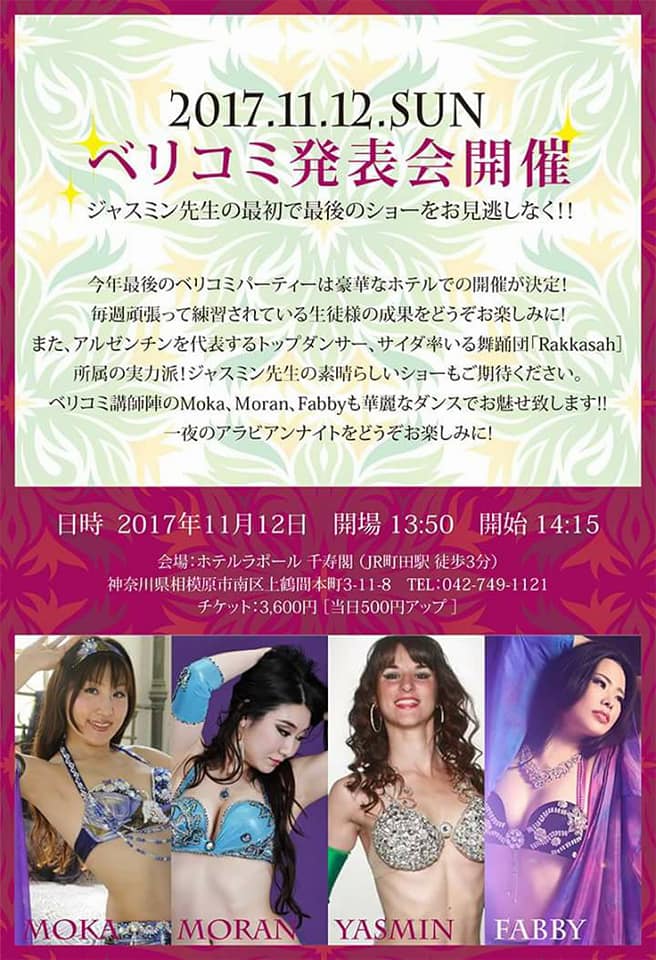 2017.11.12.SUN
ベリコミ発表会開催
ジャスミン先生の最初で最後のショーをお見逃しなく!!
今年最後のベリコミパーティーは豪華なホテルでの開催が決定!
毎週頑張って練習されている生徒様の成果をどうぞお楽しみに!
また、アルゼンチンを代表するトップダンサー、サイダ率いる舞踊団「Rakkasah」
所属の実力派!ジャスミン先生の素晴らしいショーもご期待ください。
ベリコミ講師陣のMoka、Moran、Fabbyも華麗なダンスでお魅せ致します!!
一夜のアラビアンナイトをどうぞお楽しみに!
日時 2017年11月12日 開場 13:50 開始 14:15
会場:ホテルラポール 千寿閣 (JR町田駅 徒歩3分)
神奈川県相模原市南区上鶴間本町3-11-8 TEL:042-749-1121
チケット:3,600円 [当日500円アップ]
MOKA MORAN YASMIN FABBY